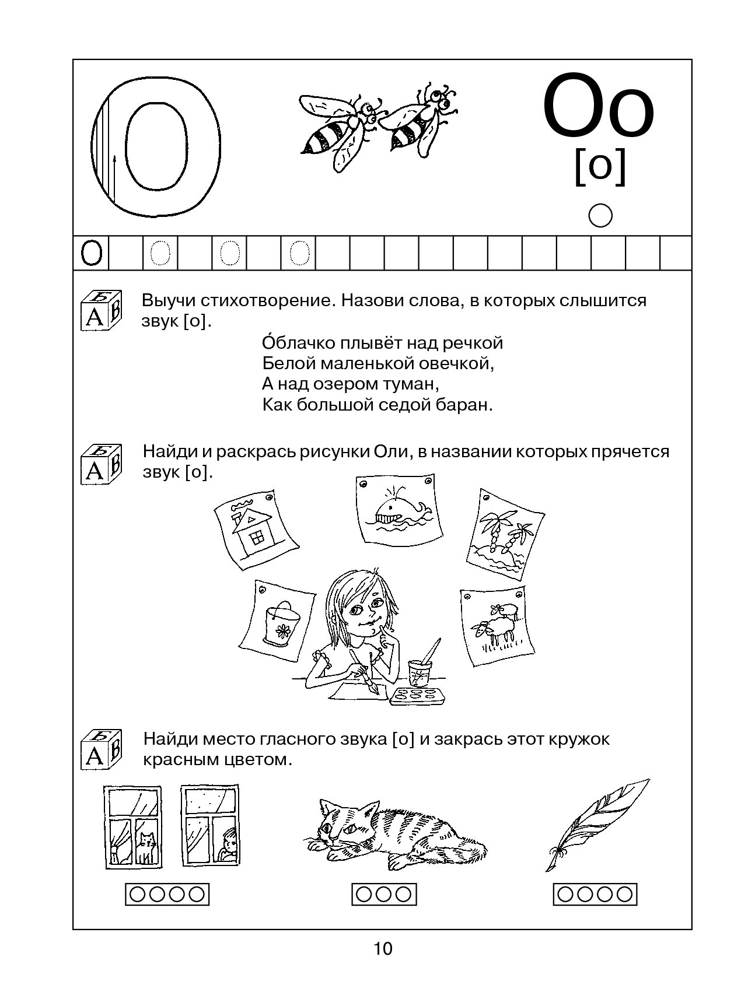 О
Оо
[о]
О О О О
Б
А В
Выучи стихотворение. Назови слова, в которых слышится
звук [о].
О́блачко плывёт над речкой
Белой маленькой овечкой,
А над озером туман,
Как большой седой баран.
Б
А В
Найди и раскрась рисунки Оли, в названии которых прячется
звук [о].
Б
А В
Найди место гласного звука [о] и закрась этот кружок
красным цветом.
10